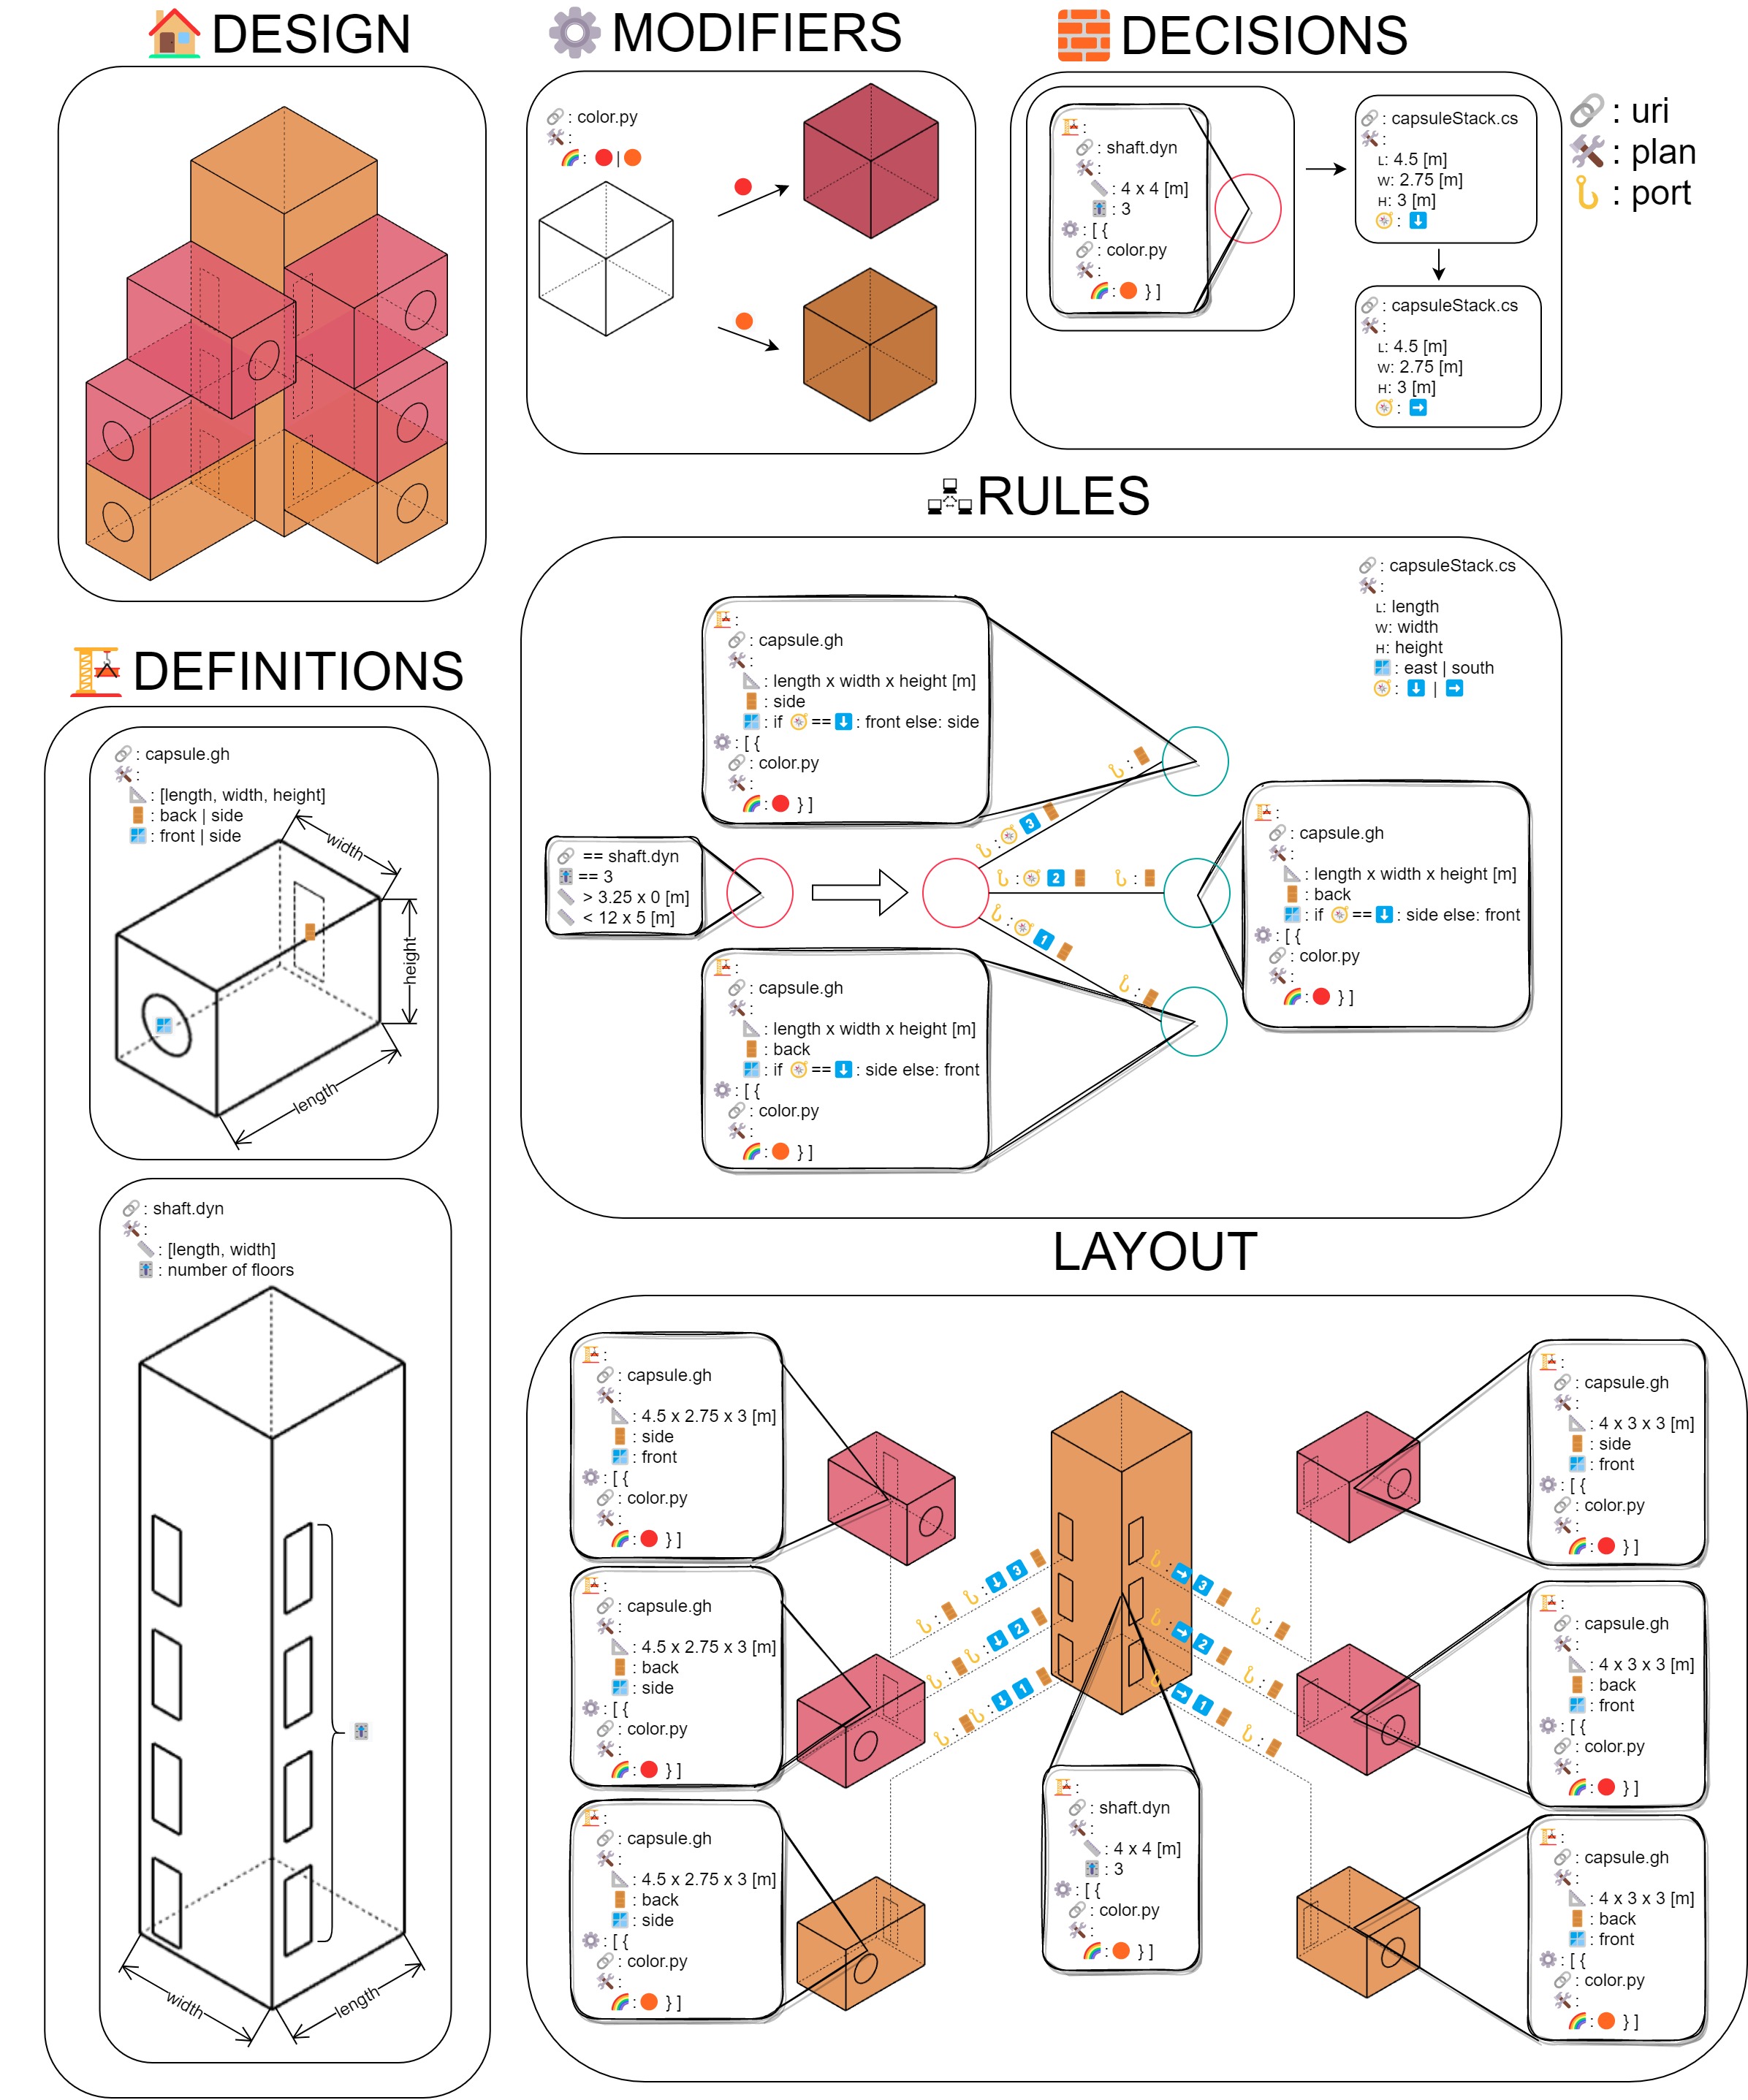 DESIGN
MODIFIERS
: color.py
:
: |
DECISIONS
:
: shaft.dyn
:
: 4 x 4 [m]
: 3
: [ {
: color.py
:
: } ]
: capsuleStack.cs
:
L: 4.5 [m]
W: 2.75 [m]
H: 3 [m]
:
: capsuleStack.cs
:
L: 4.5 [m]
W: 2.75 [m]
H: 3 [m]
:
: uri
: plan
: port
RULES
: capsuleStack.cs
:
L: length
W: width
H: height
: east | south
: |
:
: capsule.gh
:
: length x width x height [m]
: side
: if == : front else: side
: [ {
: color.py
:
: } ]
== shaft.dyn
== 3
> 3.25 x 0 [m]
< 12 x 5 [m]
:
: 3
: 2
:
: 1
:
:
: capsule.gh
:
: length x width x height [m]
: back
: if == : side else: front
: [ {
: color.py
:
: } ]
:
: capsule.gh
:
: length x width x height [m]
: back
: if == : side else: front
: [ {
: color.py
:
: } ]
DEFINITIONS
: capsule.gh
:
: [length, width, height]
: back | side
: front | side
width
height
length
: shaft.dyn
:
: [length, width]
: number of floors
width
length
LAYOUT
:
: capsule.gh
:
: 4.5 x 2.75 x 3 [m]
: side
: front
: [ {
: color.py
:
: } ]
:
: capsule.gh
:
: 4.5 x 2.75 x 3 [m]
: back
: side
: [ {
: color.py
:
: } ]
:
: capsule.gh
:
: 4.5 x 2.75 x 3 [m]
: back
: side
: [ {
: color.py
:
: } ]
: : 3
: : 2
: : 1
: 3 :
: 2 :
: 1 :
:
: shaft.dyn
:
: 4 x 4 [m]
: 3
: [ {
: color.py
:
: } ]
:
: capsule.gh
:
: 4 x 3 x 3 [m]
: side
: front
: [ {
: color.py
:
: } ]
:
: capsule.gh
:
: 4 x 3 x 3 [m]
: back
: front
: [ {
: color.py
:
: } ]
:
: capsule.gh
:
: 4 x 3 x 3 [m]
: back
: front
: [ {
: color.py
:
: } ]